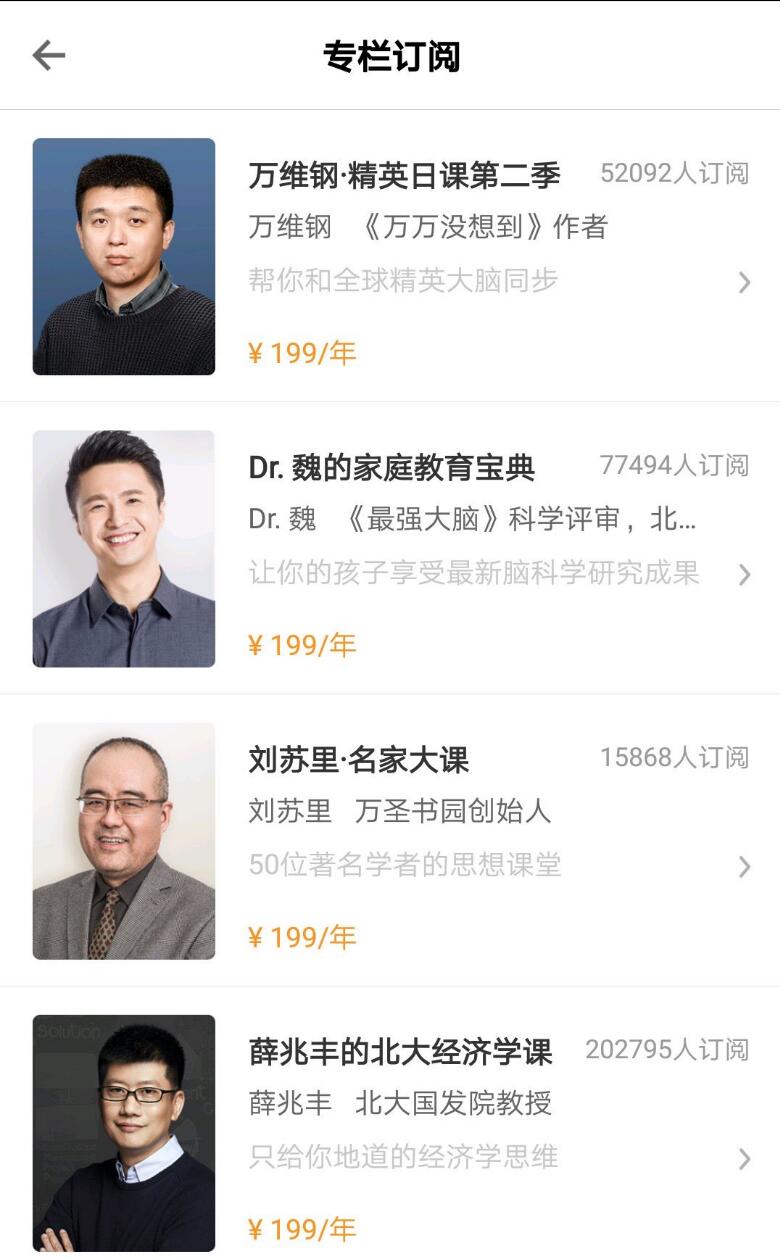 专栏订阅
万维钢·精英日课第二季 52092人订阅
万维钢 《万万没想到》作者
帮你和全球精英大脑同步
¥ 199/年
Dr. 魏的家庭教育宝典 77494人订阅
Dr. 魏 《最强大脑》科学评审，北...
让你的孩子享受最新脑科学研究成果
¥ 199/年
刘苏里·名家大课 15868人订阅
刘苏里 万圣书园创始人
50位著名学者的思想课堂
¥ 199/年
Solution
薛兆丰的北大经济学课 202795人订阅
薛兆丰 北大国发院教授
只给你地道的经济学思维
¥ 199/年